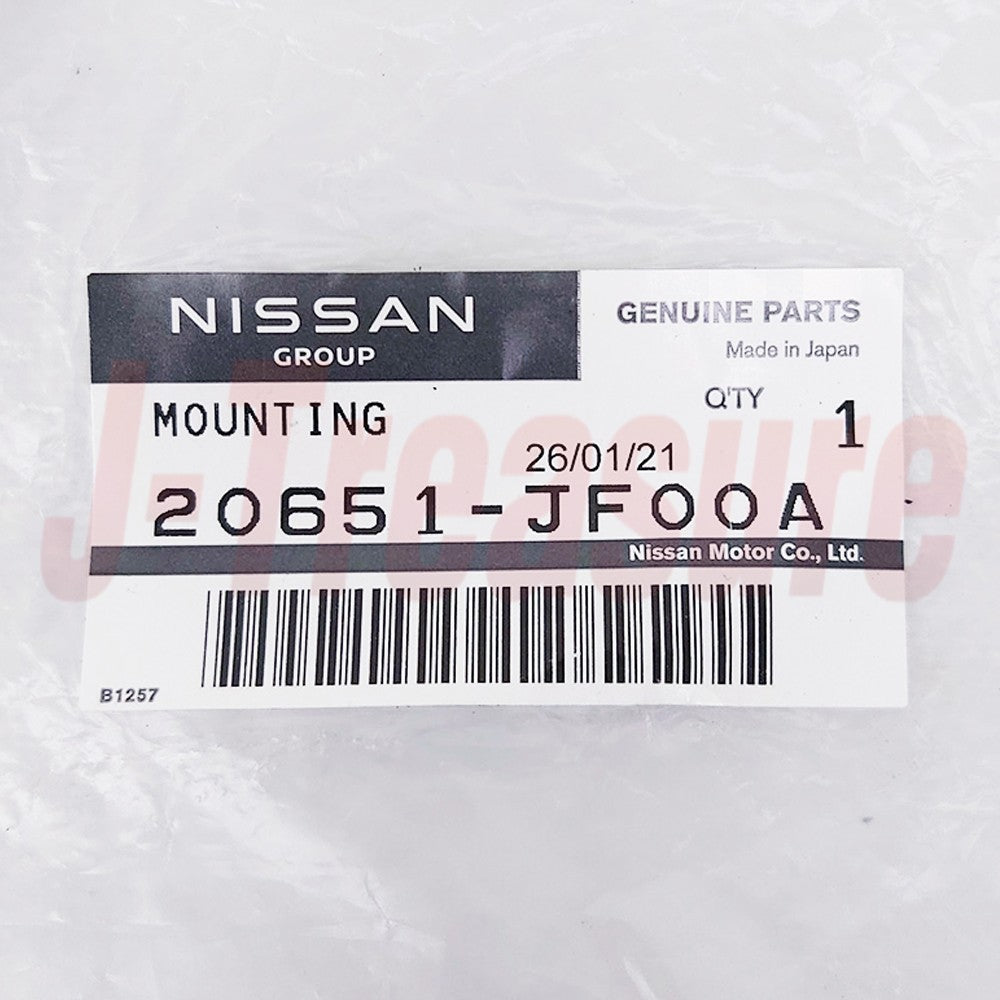 NISSAN
GROUP
GENUINE PARTS
Made in Japan
MOUNTING
Q'TY 1
26/01/21
20651-JF00A
Nissan Motor Co., Ltd.
B1257
J-Treasure